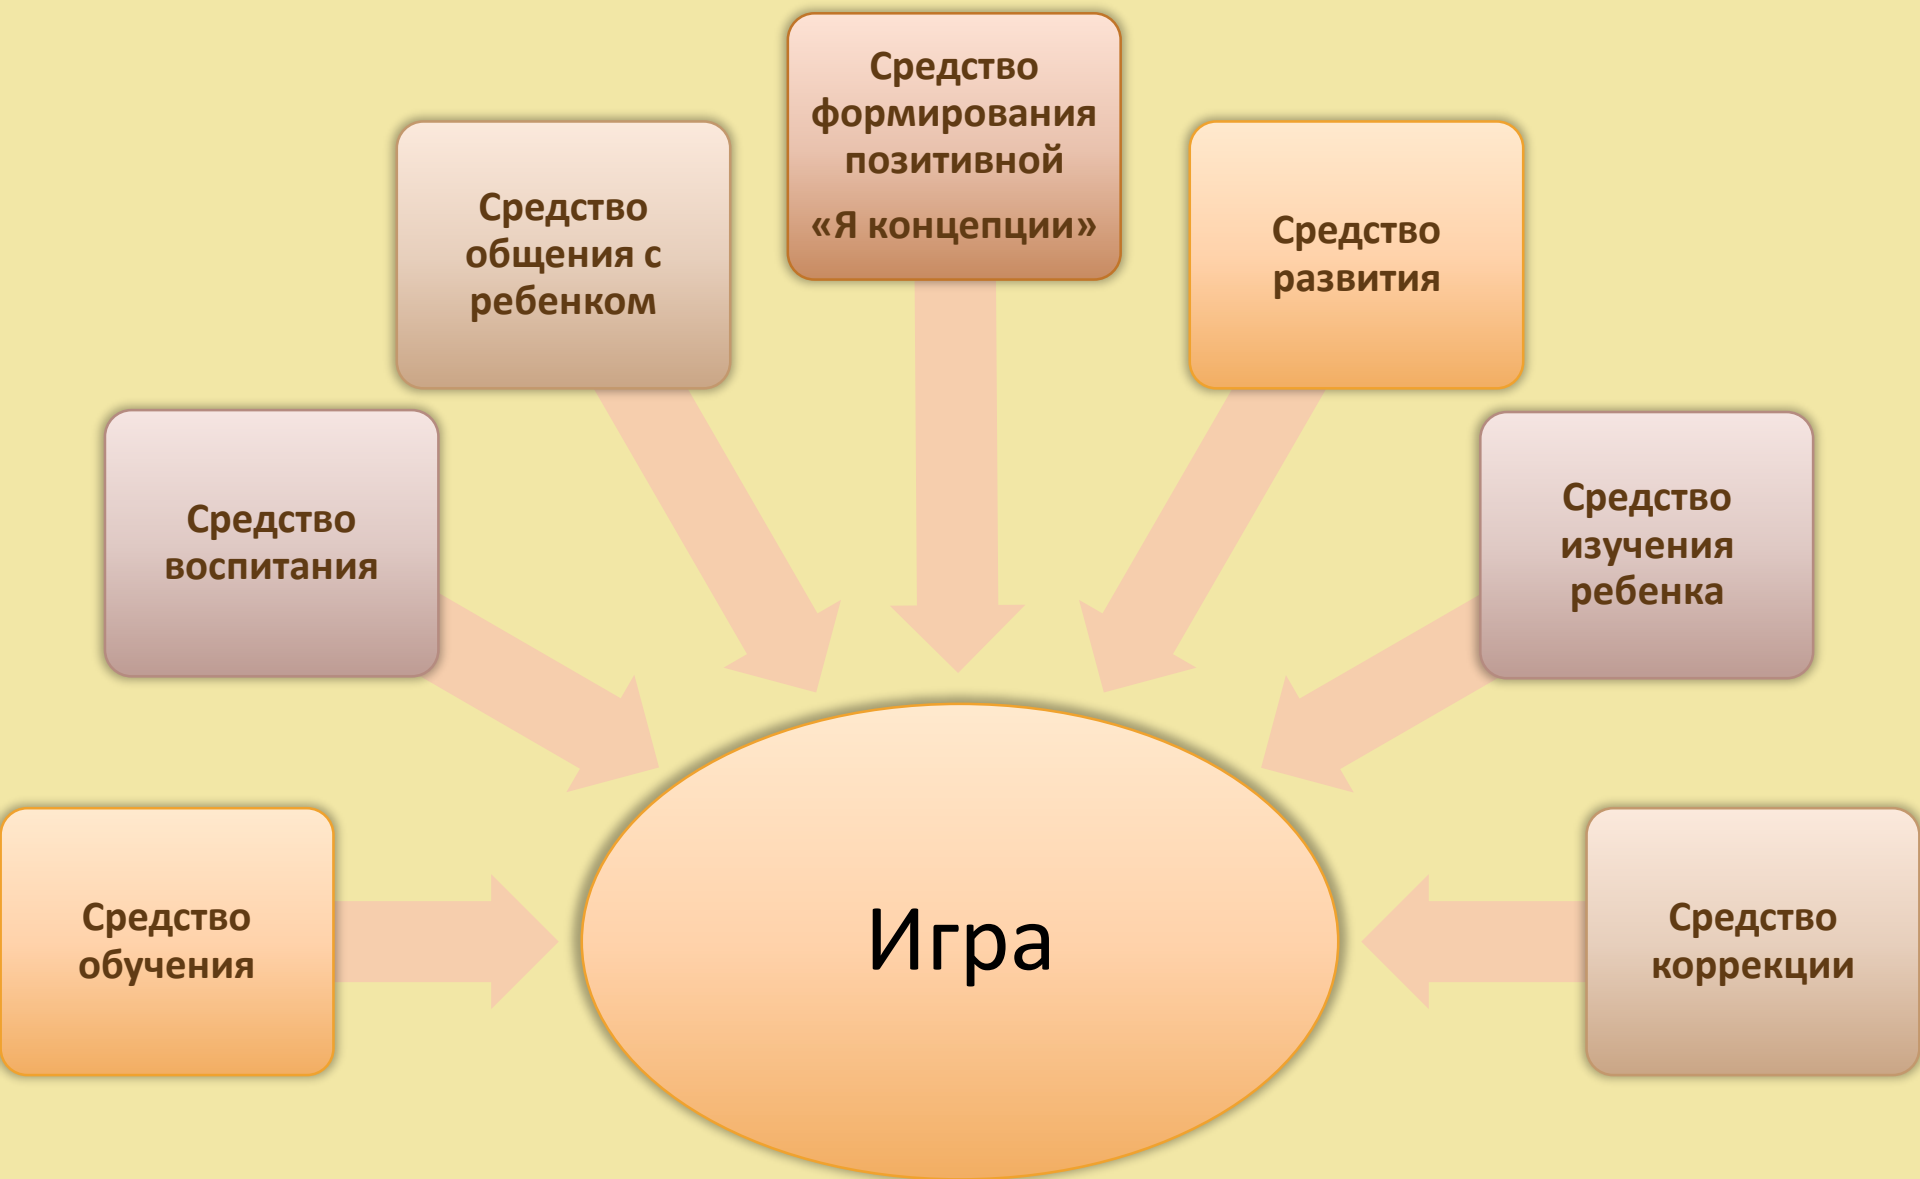 Средство
формирования
позитивной
«Я концепции»
Средство
общения с
ребенком
Средство
развития
Средство
воспитания
Средство
изучения
ребенка
Средство
обучения
Игра
Средство
коррекции